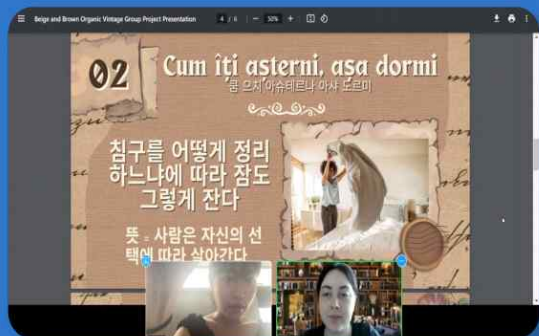 Beige and Brown Organic Vintage Group Project Presentation
4 / 6
50%
02
Cum îți așterni, așa dormi
쿰 으치 아슈테르니 아샤 도르미
침구를 어떻게 정리
하느냐에 따라 잠도
그렇게 잔다
뜻 = 사람은 자신의 선
택에 따라 살아간다